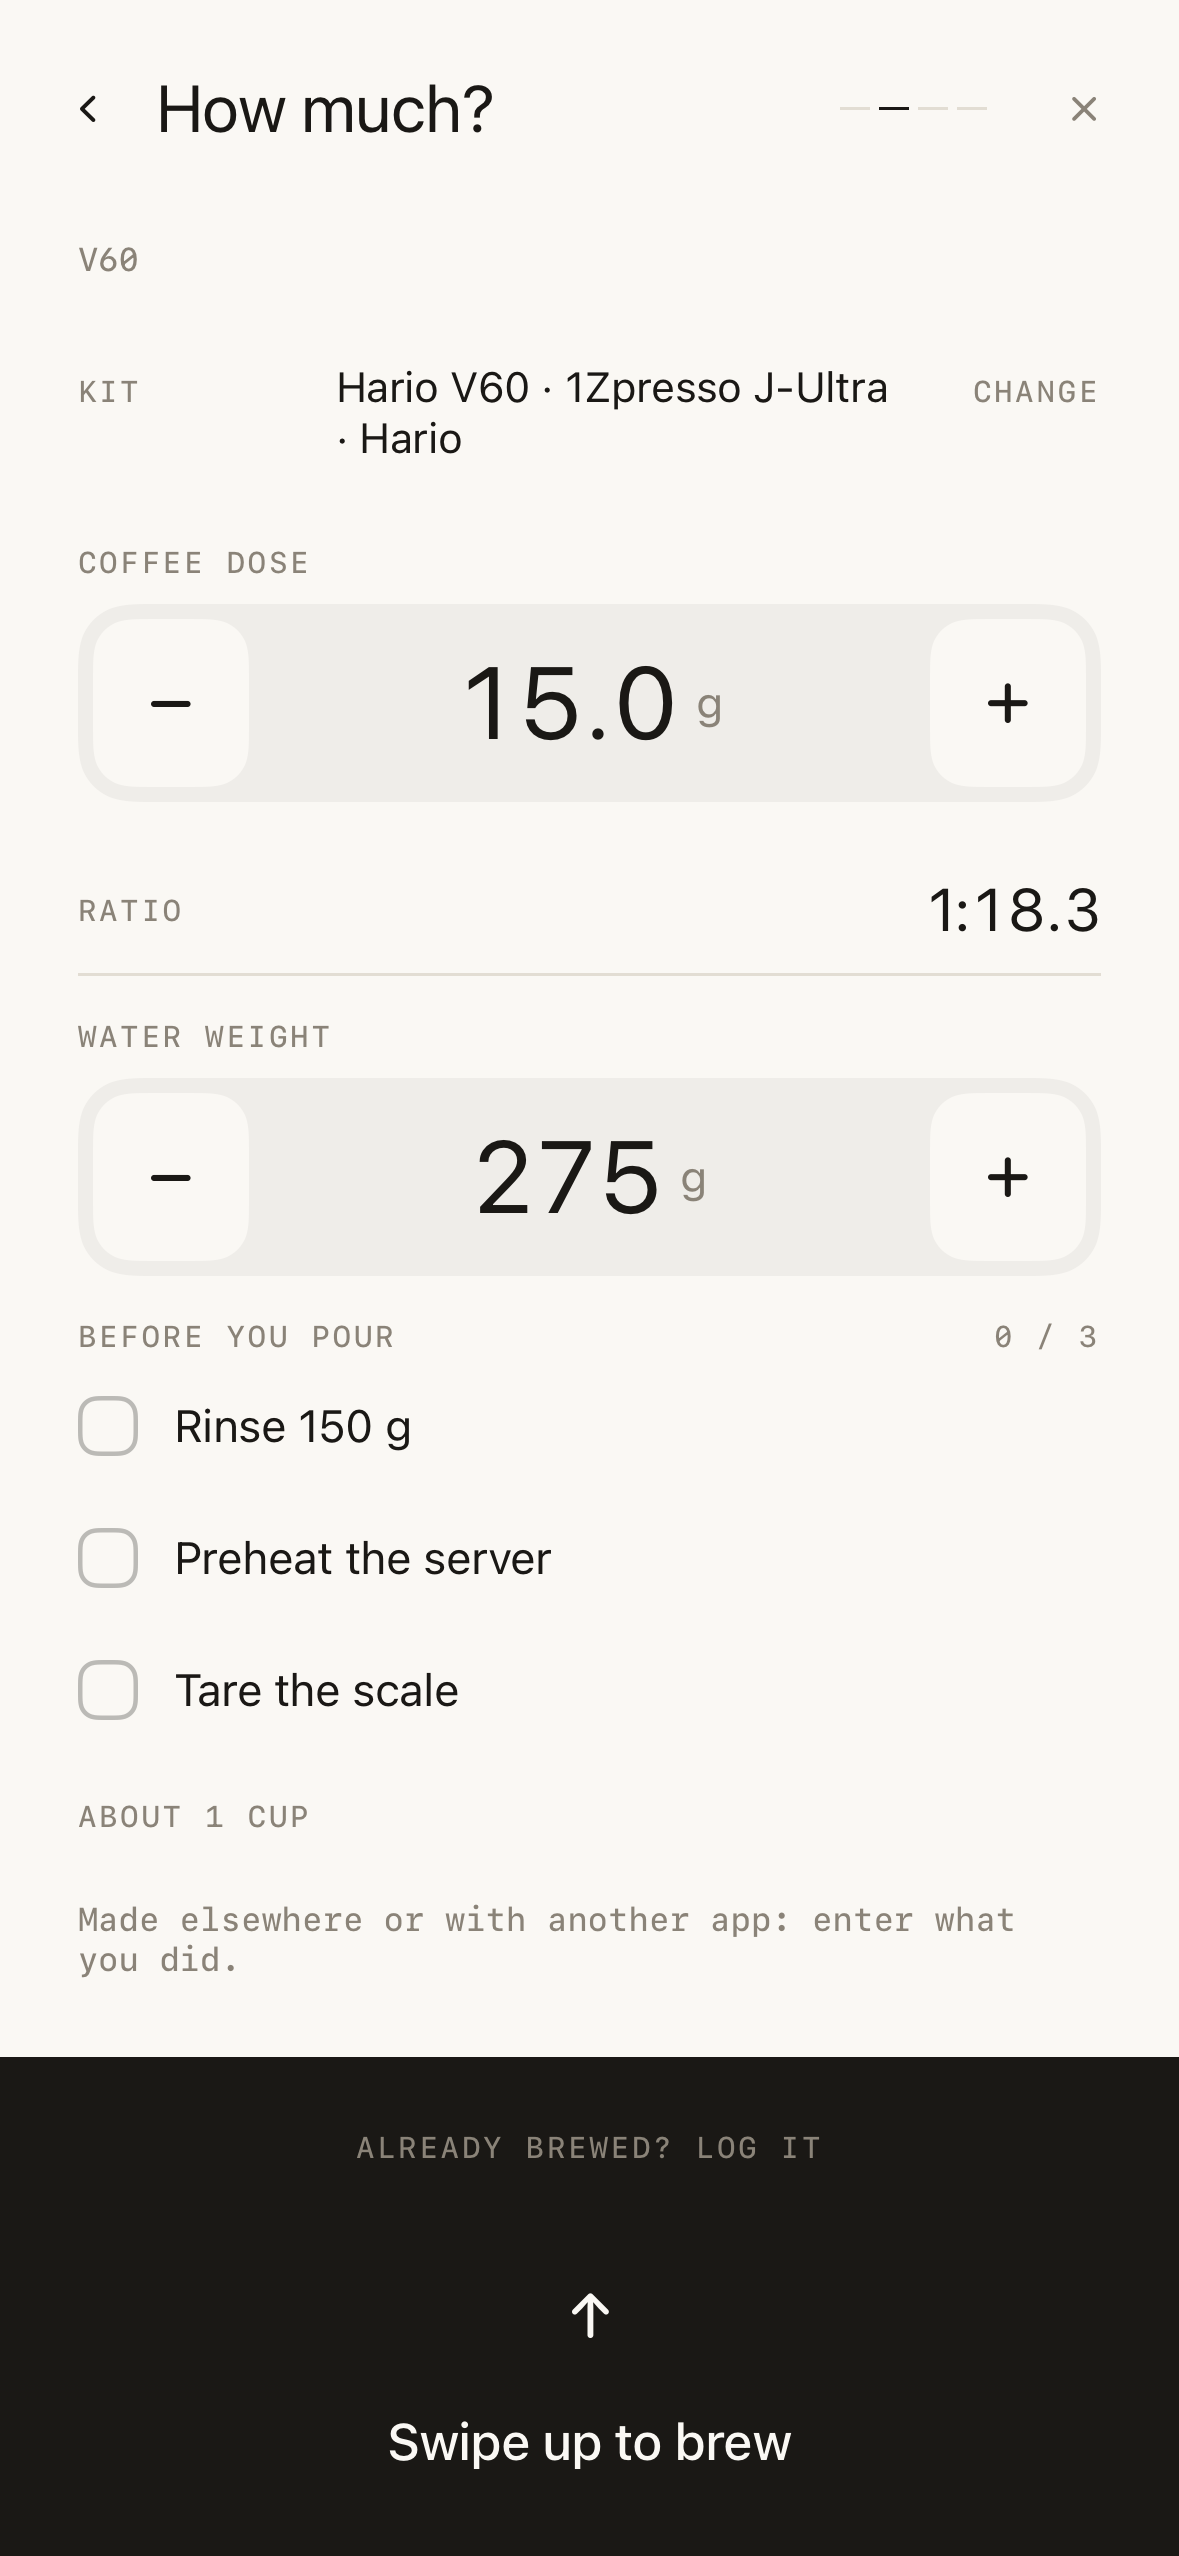 How much?
V60
KIT
Hario V60 · 1Zpresso J-Ultra
· Hario
CHANGE
COFFEE DOSE
15.0 g
RATIO
1:18.3
WATER WEIGHT
275 g
BEFORE YOU POUR
0 / 3
Rinse 150 g
Preheat the server
Tare the scale
ABOUT 1 CUP
Made elsewhere or with another app: enter what
you did.
ALREADY BREWED? LOG IT
Swipe up to brew